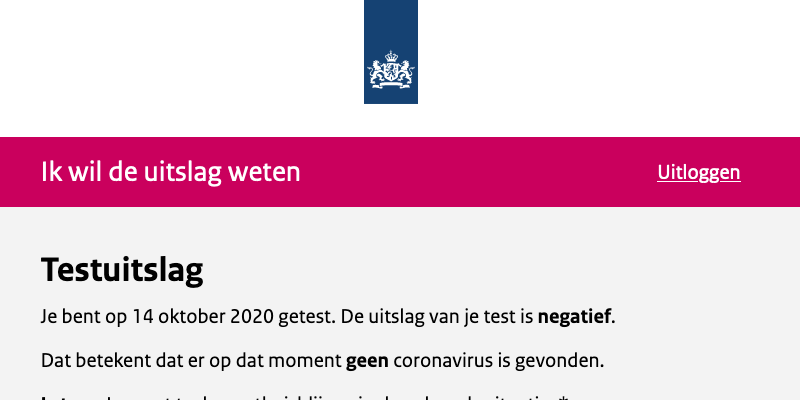 Ik wil de uitslag weten
Uitloggen
Testuitslag
Je bent op 14 oktober 2020 getest. De uitslag van je test is negatief.
Dat betekent dat er op dat moment geen coronavirus is gevonden.